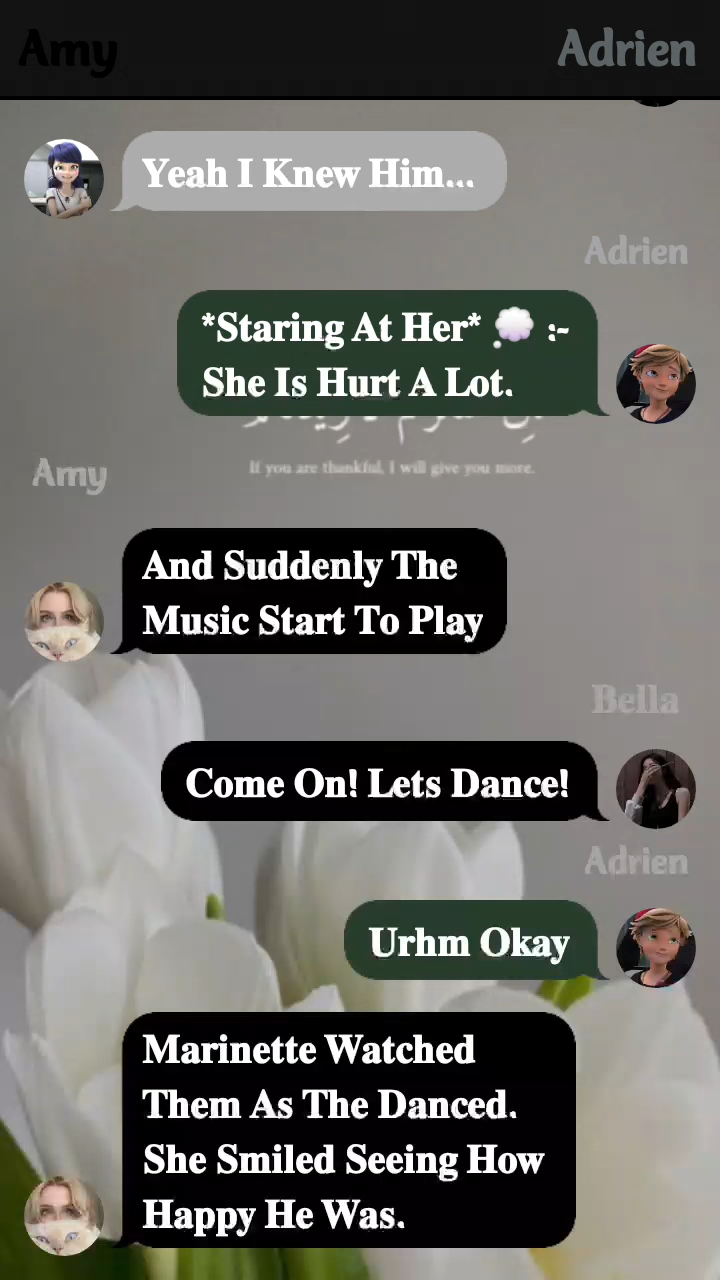 Amy
Adrien
Yeah I Knew Him...
Adrien
*Staring At Her* 💭 :-
She Is Hurt A Lot.
If you are thankful, I will give you more.
Amy
And Suddenly The
Music Start To Play
Bella
Come On! Lets Dance!
Adrien
Urhm Okay
Marinette Watched
Them As The Danced.
She Smiled Seeing How
Happy He Was.